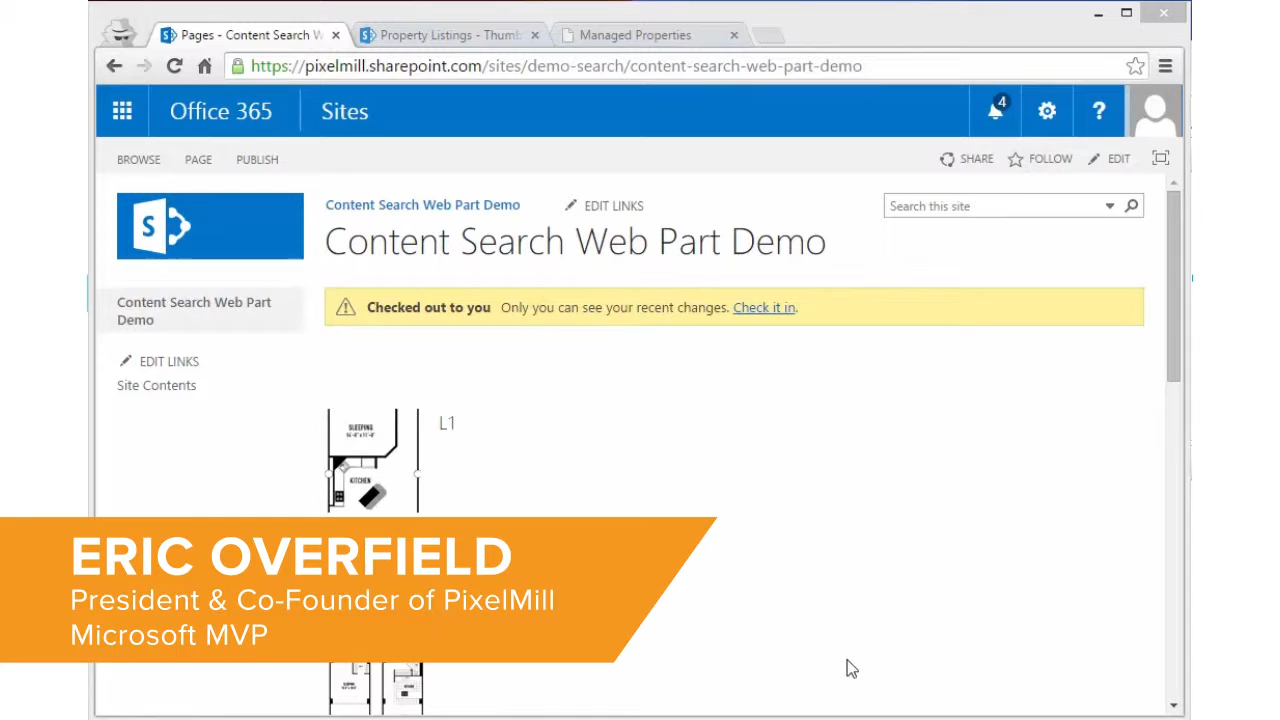 Pages - Content Search W
Property Listings - Thumb
Managed Properties
https://pixelmill.sharepoint.com/sites/demo-search/content-search-web-part-demo
Office 365
Sites
4
?
BROWSE PAGE PUBLISH
SHARE FOLLOW EDIT
S
Content Search Web Part Demo
EDIT LINKS
Search this site
Content Search Web Part Demo
Checked out to you Only you can see your recent changes. Check it in.
Content Search Web Part
Demo
EDIT LINKS
Site Contents
SLEEPING
KITCHEN
L1
ERIC OVERFIELD
President & Co-Founder of PixelMill
Microsoft MVP